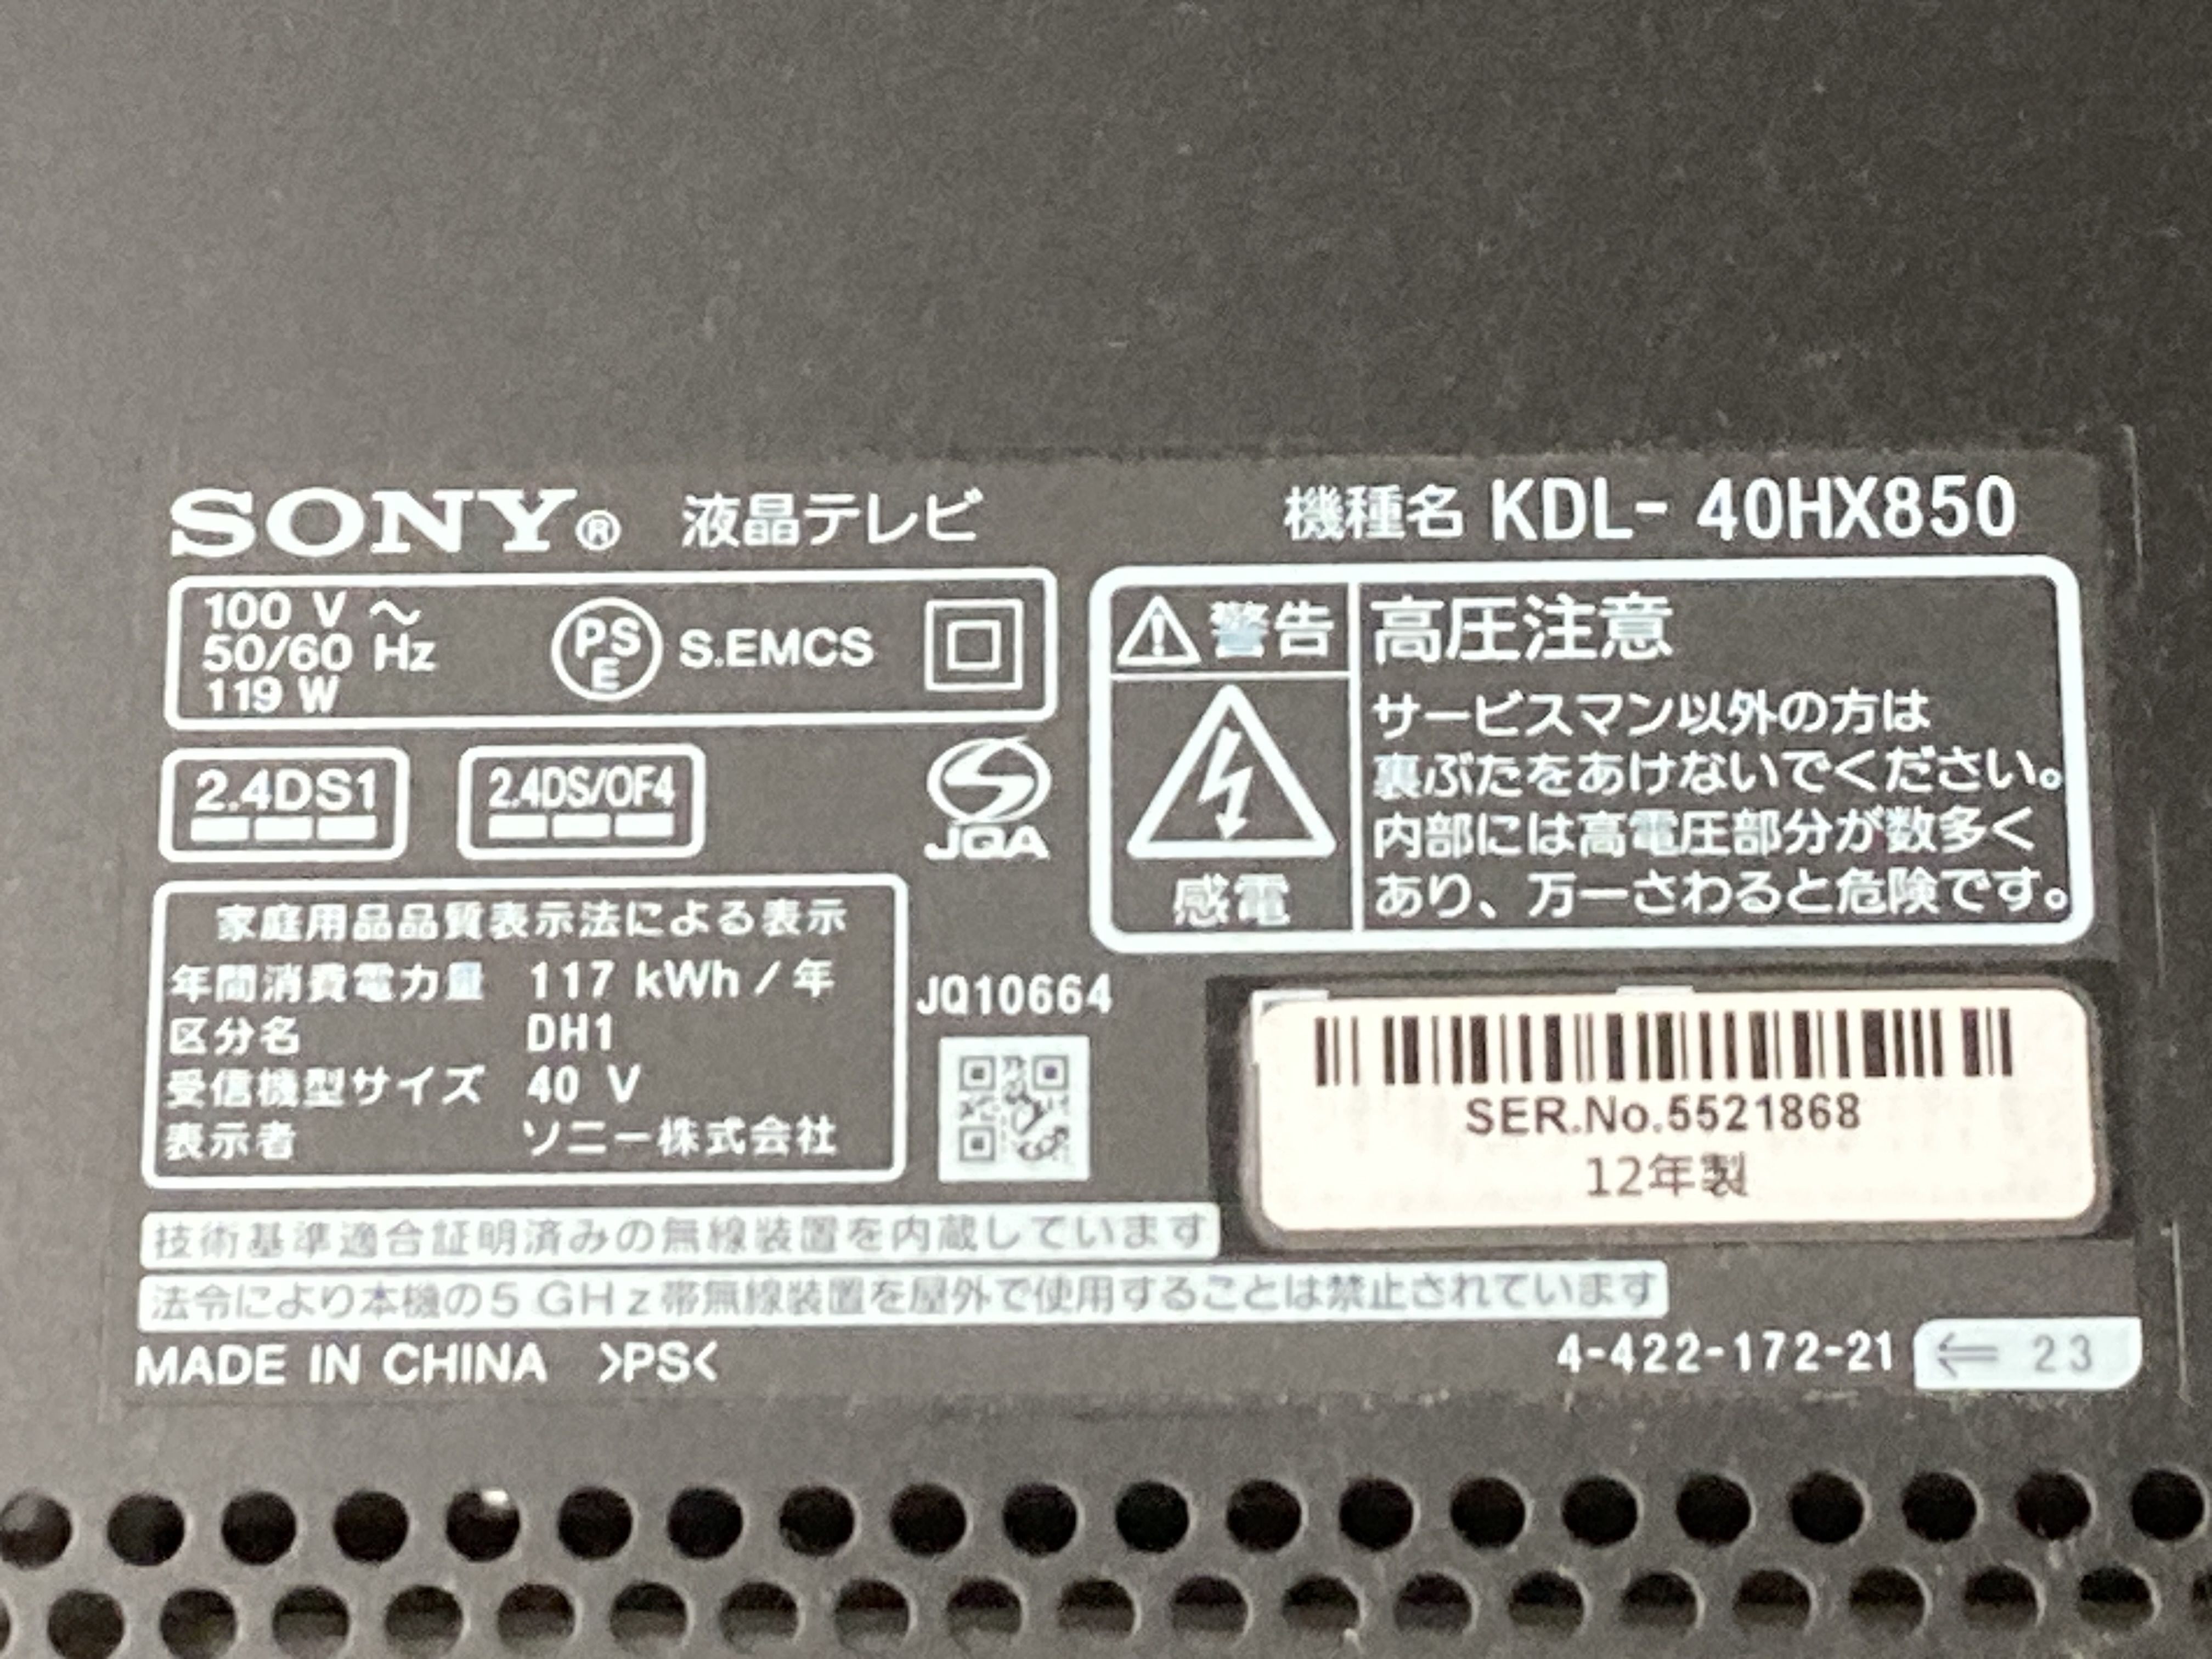 SONY® 液晶テレビ
機種名 KDL- 40HX850
100 V ～
50/60 Hz
119 W
PS
E
S.EMCS
2.4DS1
2.4DS/OF4
JQA
警告
感電
高圧注意
サービスマン以外の方は
裏ぶたをあけないでください。
内部には高電圧部分が数多く
あり、万一さわると危険です。
家庭用品品質表示法による表示
年間消費電力量 117 kWh / 年
区分名 DH1
受信機型サイズ 40 V
表示者 ソニー株式会社
JQ10664
SER.No.5521868
12年製
技術基準適合証明済みの無線装置を内蔵しています
法令により本機の5 GHz帯無線装置を屋外で使用することは禁止されています
MADE IN CHINA >PS<
4-422-172-21 ← 23